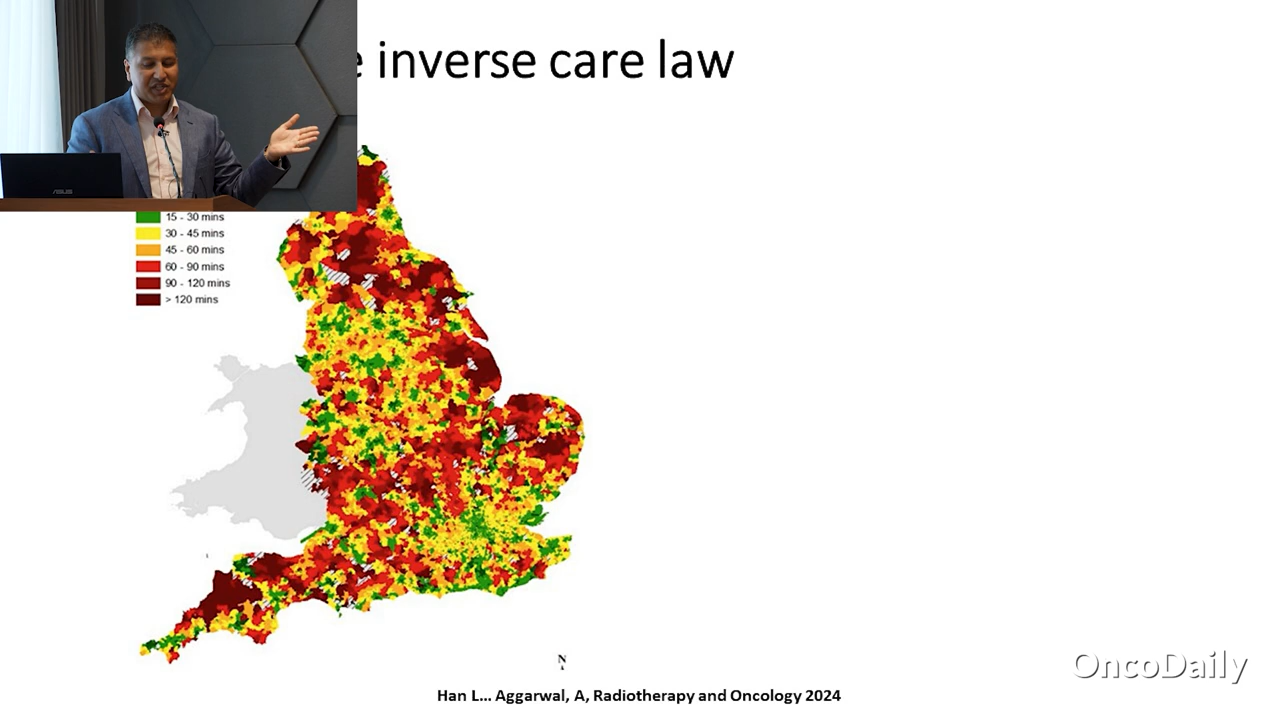 e inverse care law
ASUS
15 - 30 mins
30 - 45 mins
45 - 60 mins
60 - 90 mins
90 - 120 mins
> 120 mins
N
Han L... Aggarwal, A, Radiotherapy and Oncology 2024
OncoDaily